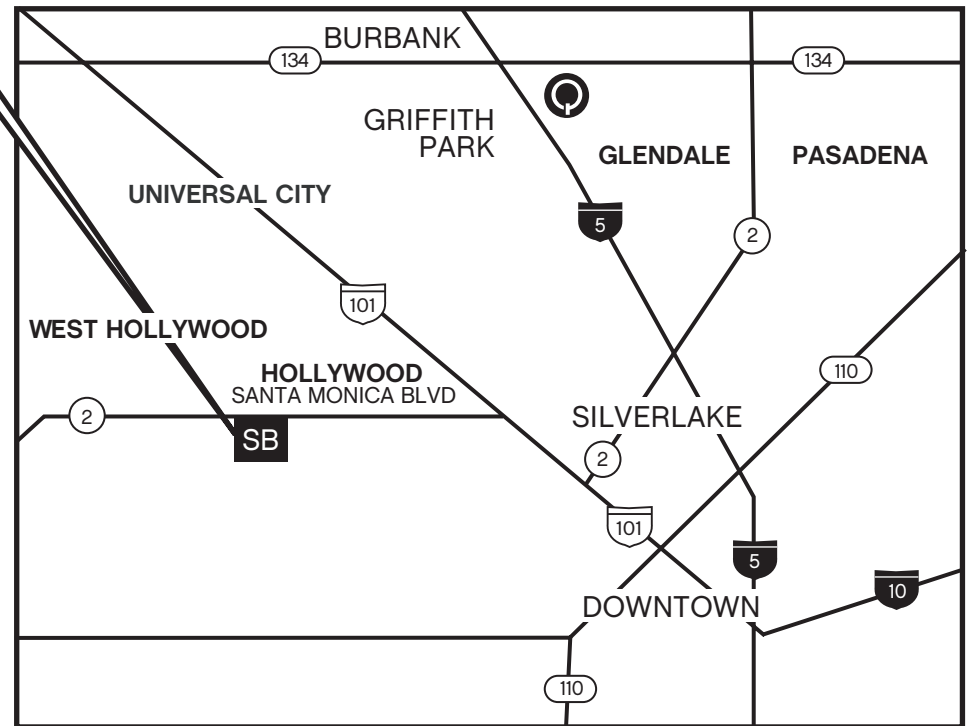 BURBANK
134
134
GRIFFITH
PARK
GLENDALE
PASADENA
UNIVERSAL CITY
5
2
101
WEST HOLLYWOOD
HOLLYWOOD
SANTA MONICA BLVD
110
2
SILVERLAKE
SB
2
101
5
10
DOWNTOWN
110